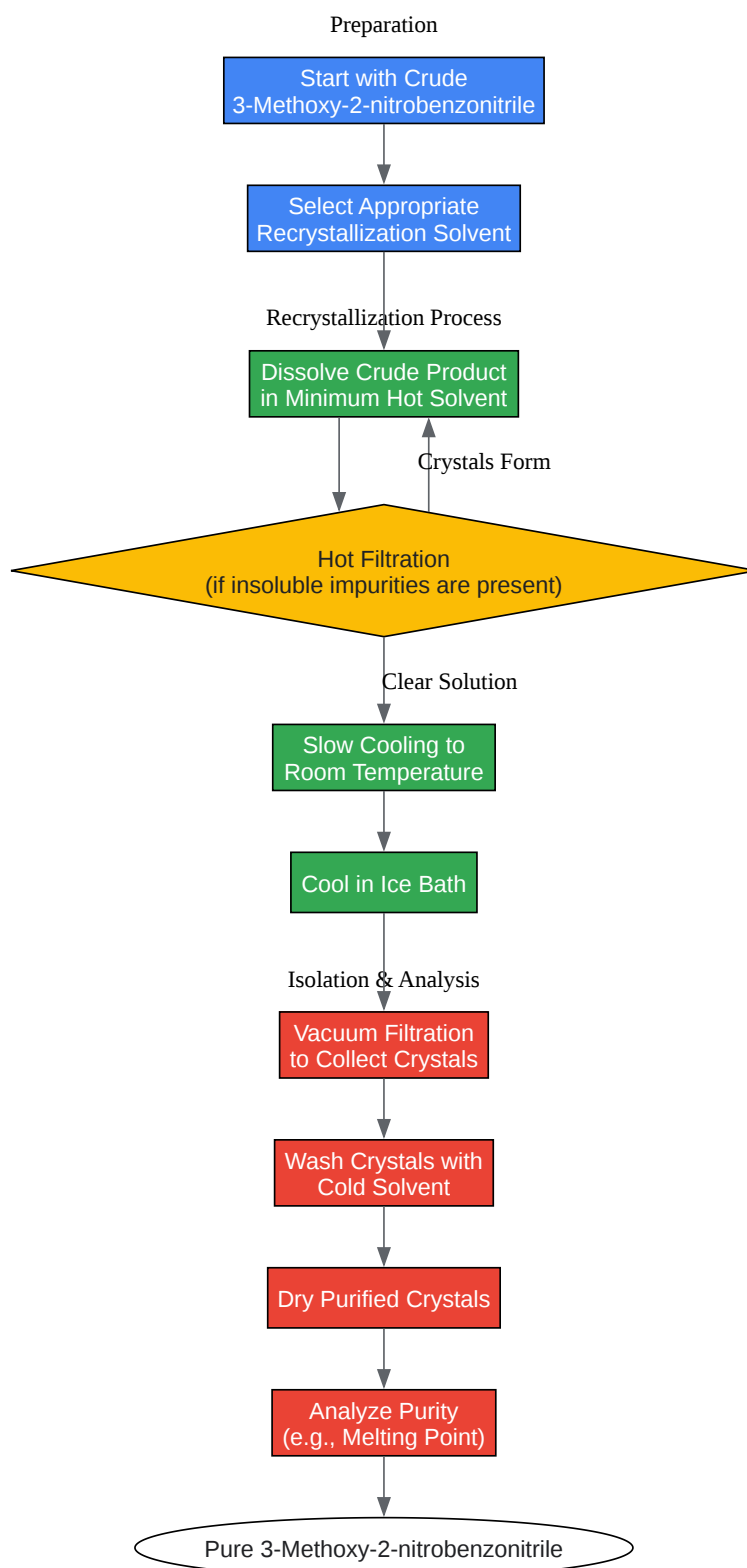 Preparation
Start with Crude
3-Methoxy-2-nitrobenzonitrile
Select Appropriate
Recrystallization Solvent
Recrystallization Process
Dissolve Crude Product
in Minimum Hot Solvent
Crystals Form
Hot Filtration
(if insoluble impurities are present)
Clear Solution
Slow Cooling to
Room Temperature
Cool in Ice Bath
Isolation & Analysis
Vacuum Filtration
to Collect Crystals
Wash Crystals with
Cold Solvent
Dry Purified Crystals
Analyze Purity
(e.g., Melting Point)
Pure 3-Methoxy-2-nitrobenzonitrile